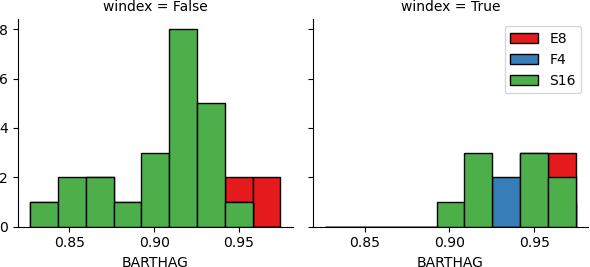 windex = False
windex = True
8
6
4
2
0
E8
F4
S16
0.85
0.90
0.95
0.85
0.90
0.95
BARTHAG
BARTHAG